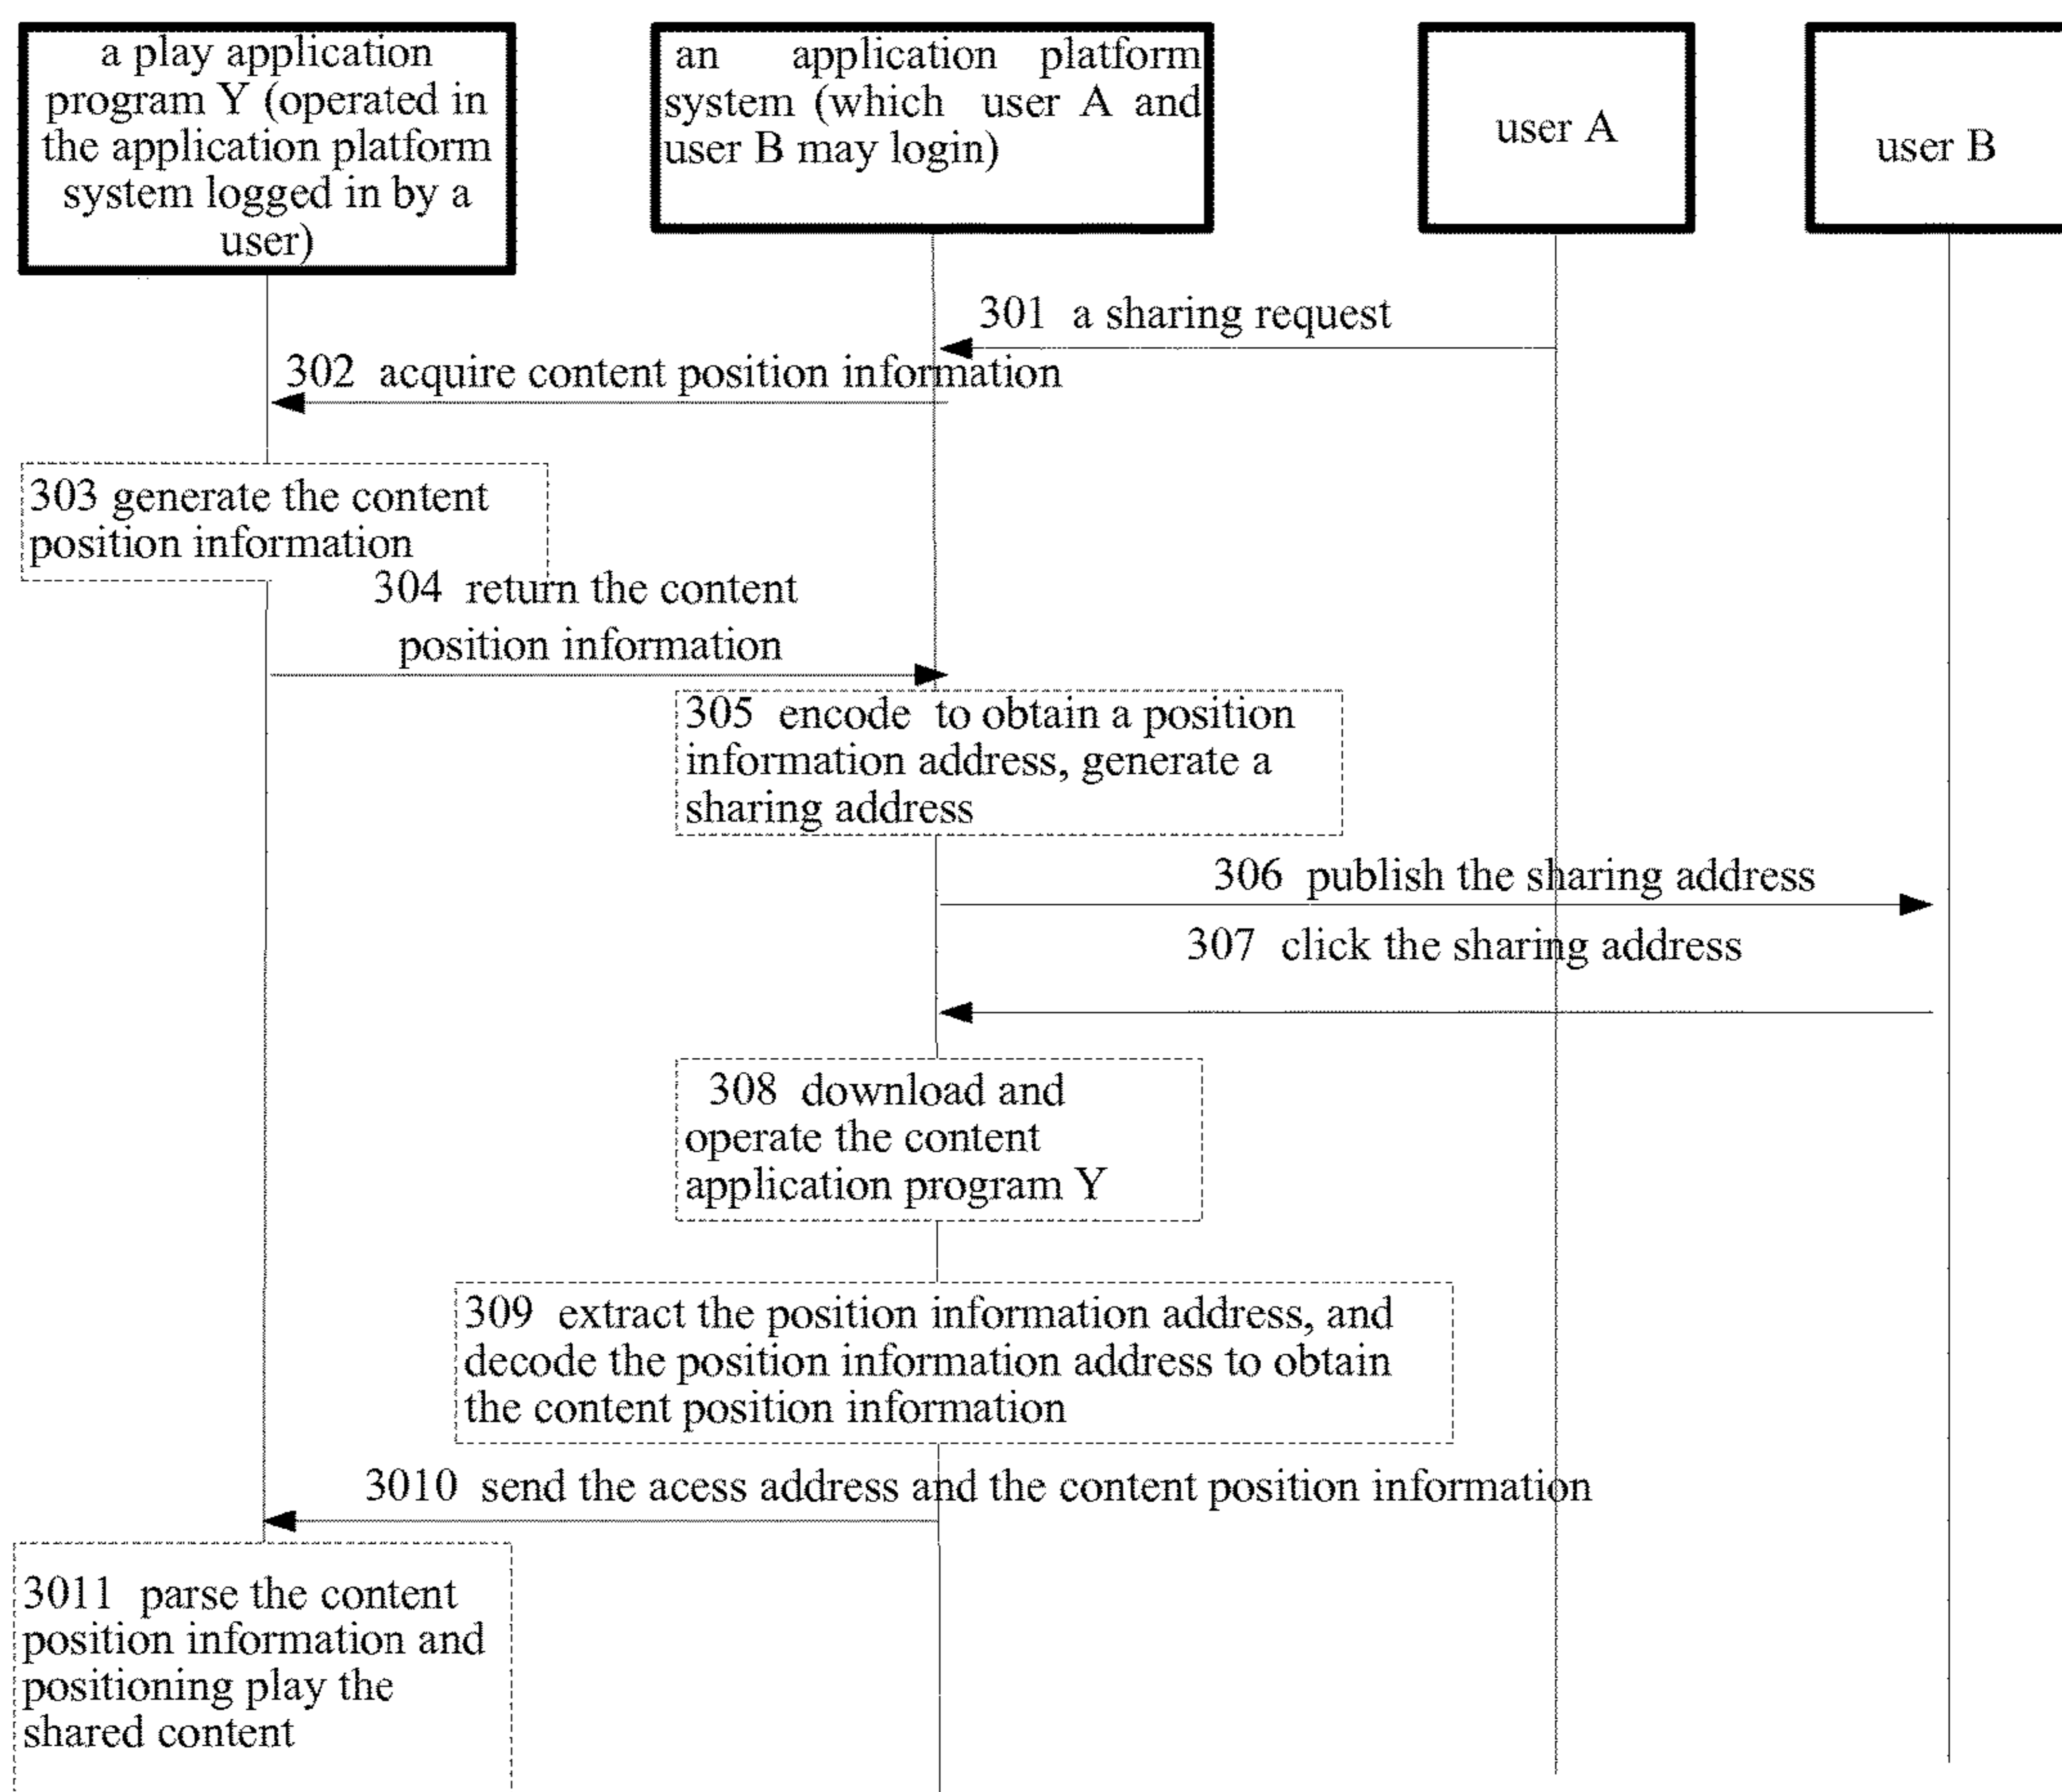 a play application
program Y (operated in
the application platform
system logged in by a
user)
an application platform
system (which user A and
user B may login)
user A
user B
301 a sharing request
302 acquire content position information
303 generate the content
position information
304 return the content
position information
305 encode to obtain a position
information address, generate a
sharing address
306 publish the sharing address
307 click the sharing address
308 download and
operate the content
application program Y
309 extract the position information address, and
decode the position information address to obtain
the content position information
3010 send the acess address and the content position information
3011 parse the content
position information and
positioning play the
shared content